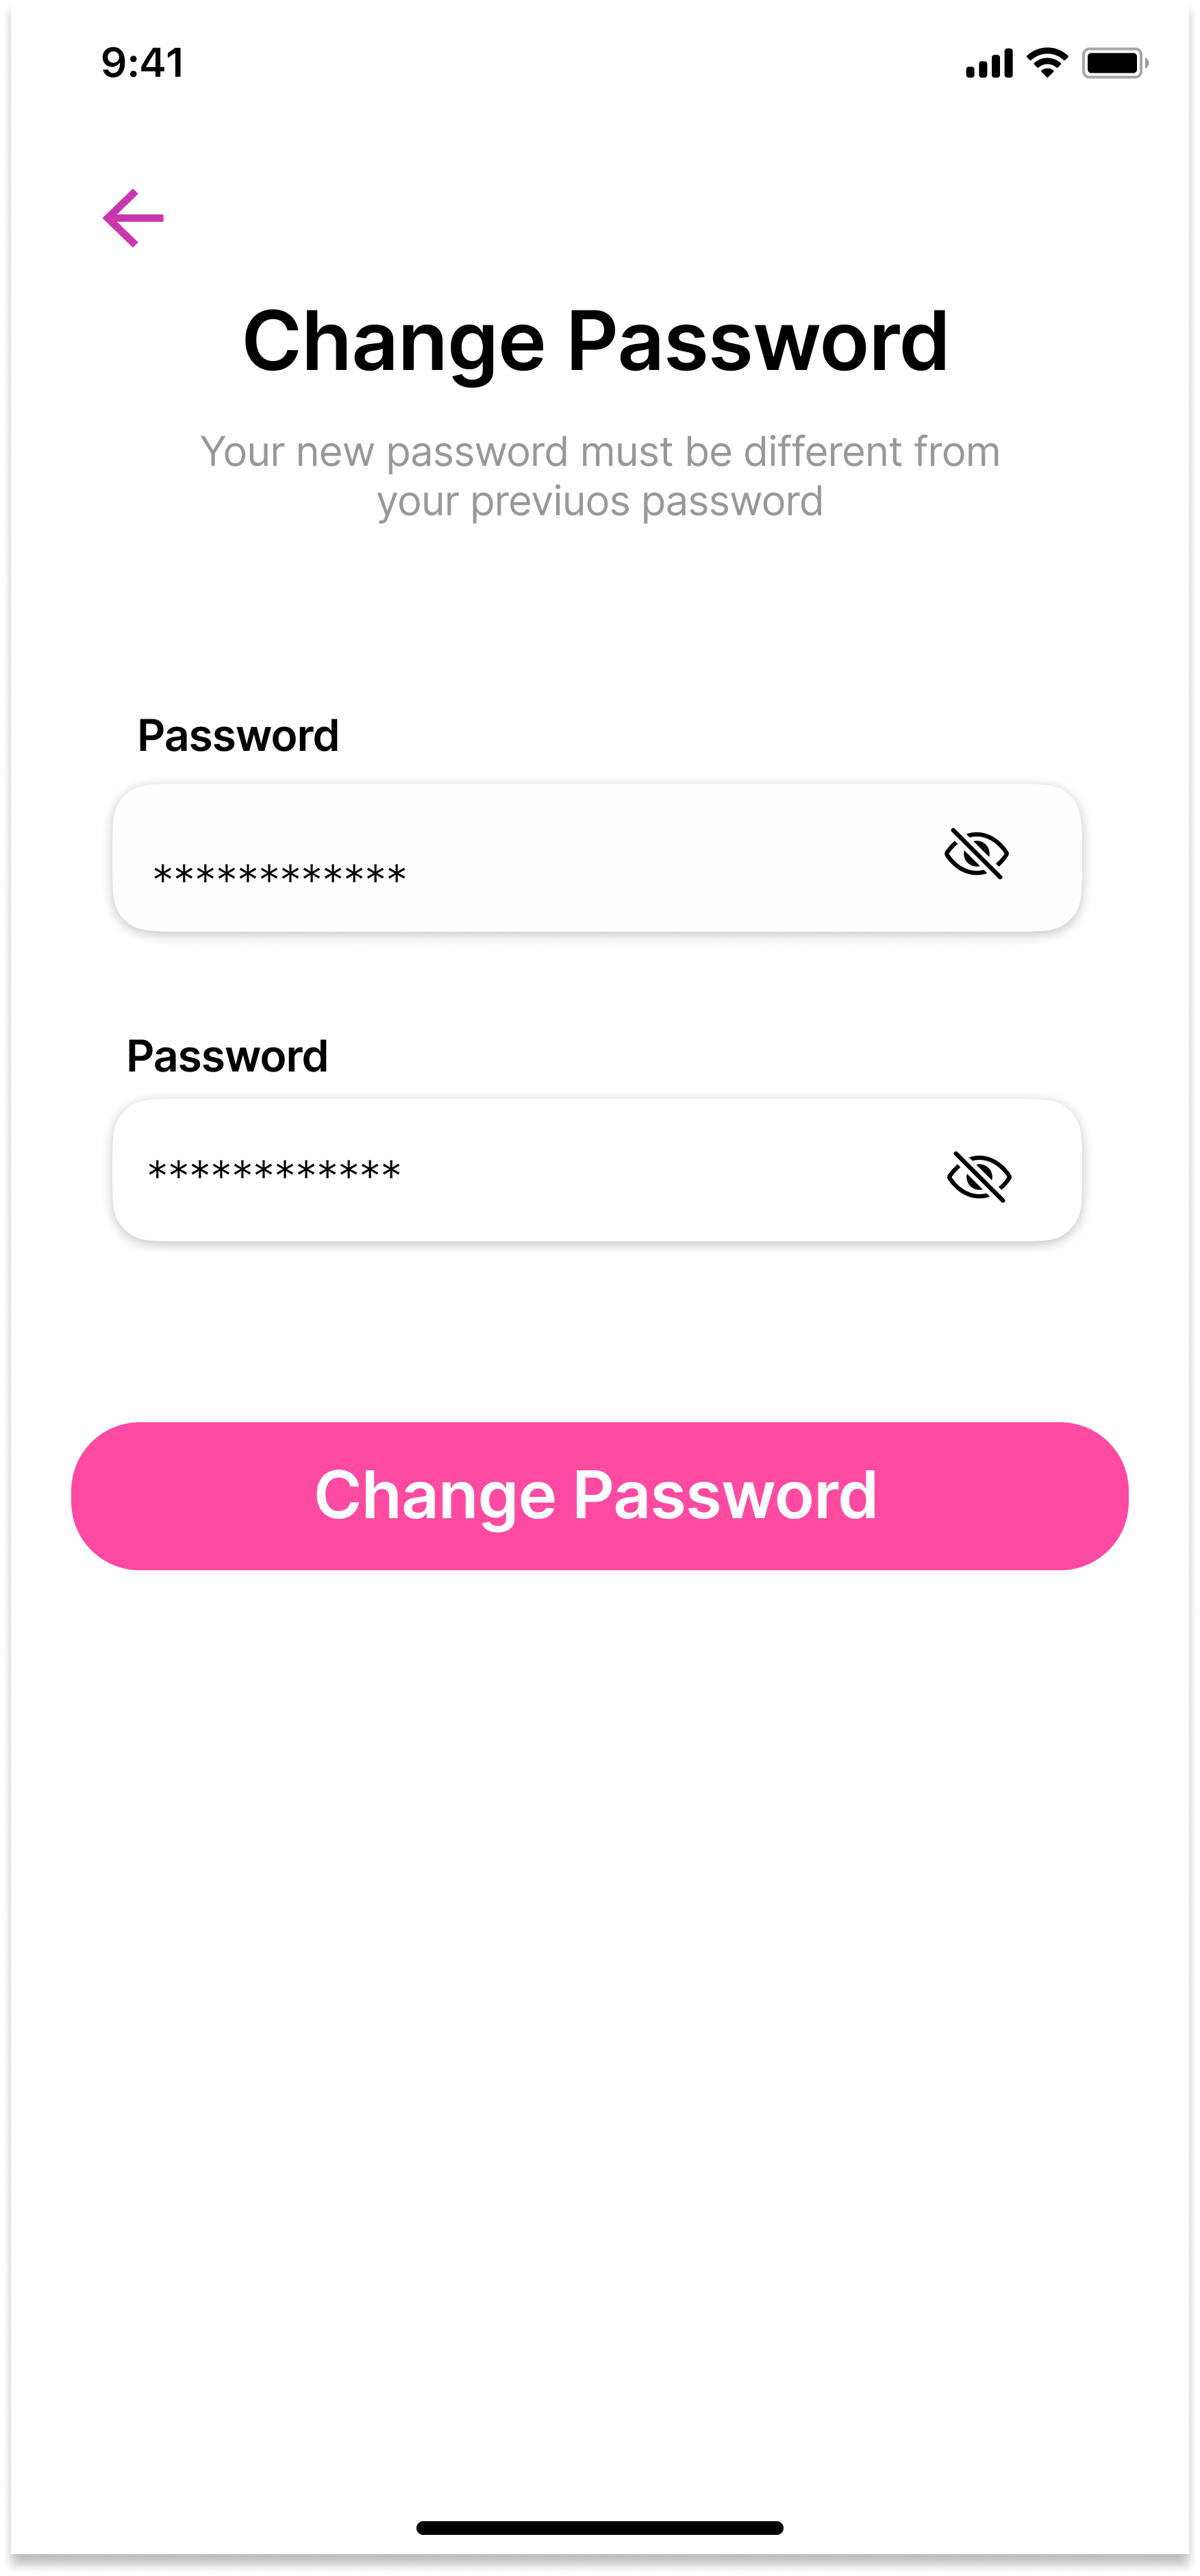 9:41
Change Password
Your new password must be different from
your previuos password
Password
************
Password
************
Change Password